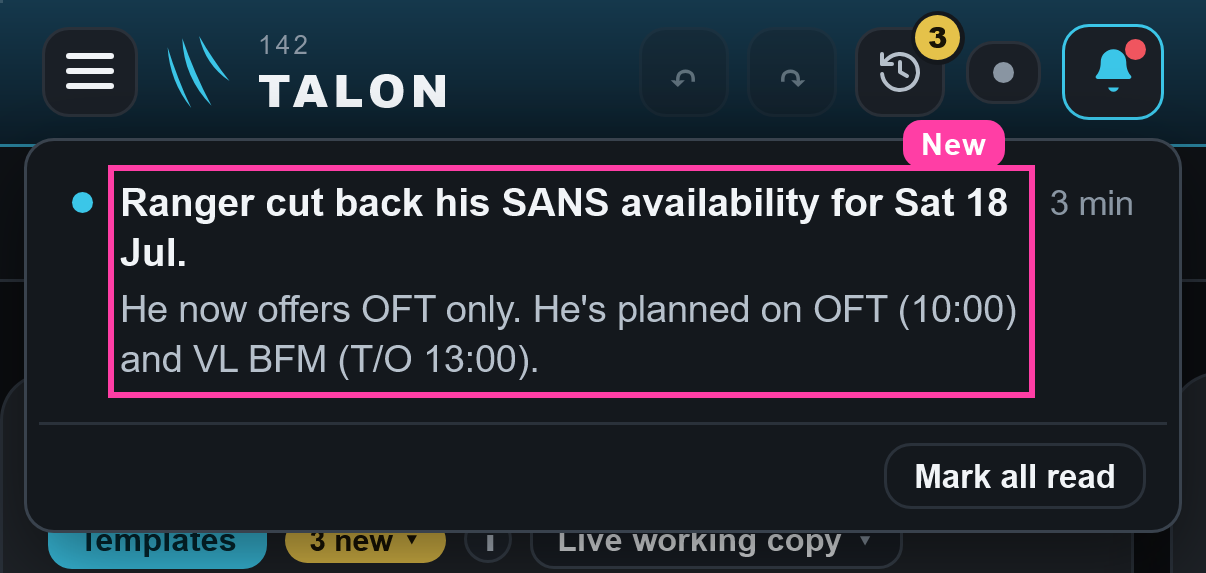 142
TALON
3
New
Ranger cut back his SANS availability for Sat 18
Jul.
3 min
He now offers OFT only. He's planned on OFT (10:00)
and VL BFM (T/O 13:00).
Mark all read
Templates
3 new ▾
Live working copy ▾